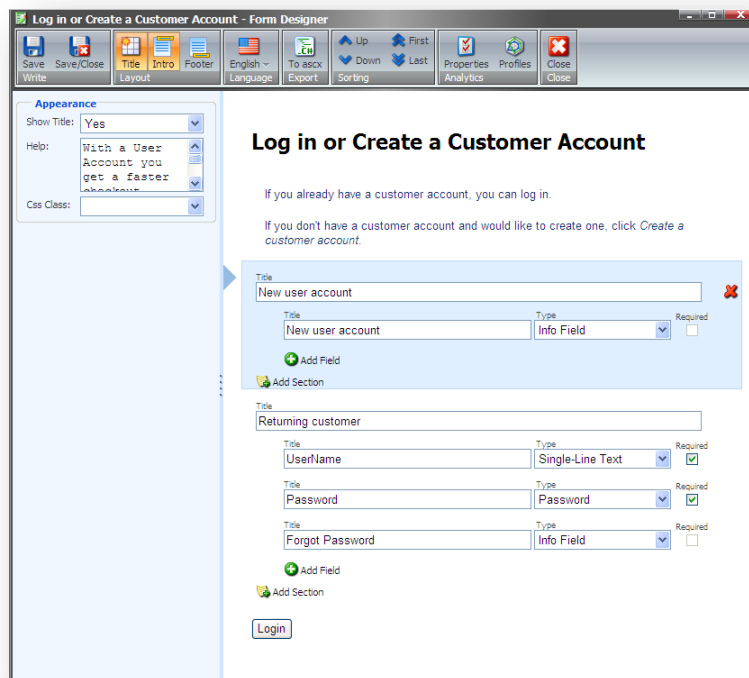 Log in or Create a Customer Account - Form Designer
Save Save/Close Title Intro Footer English To ascx Up First Down Last Properties Profiles Close
Write Layout Language Export Sorting Analytics Close
Appearance
Show Title: Yes
Help: With a User
Account you
get a faster
checkout
Css Class:
Log in or Create a Customer Account
If you already have a customer account, you can log in.
If you don't have a customer account and would like to create one, click Create a
customer account.
Title
New user account
Title Type Required
New user account Info Field
Add Field
Add Section
Title
Returning customer
Title Type Required
UserName Single-Line Text
Title Type Required
Password Password
Title Type Required
Forgot Password Info Field
Add Field
Add Section
Login